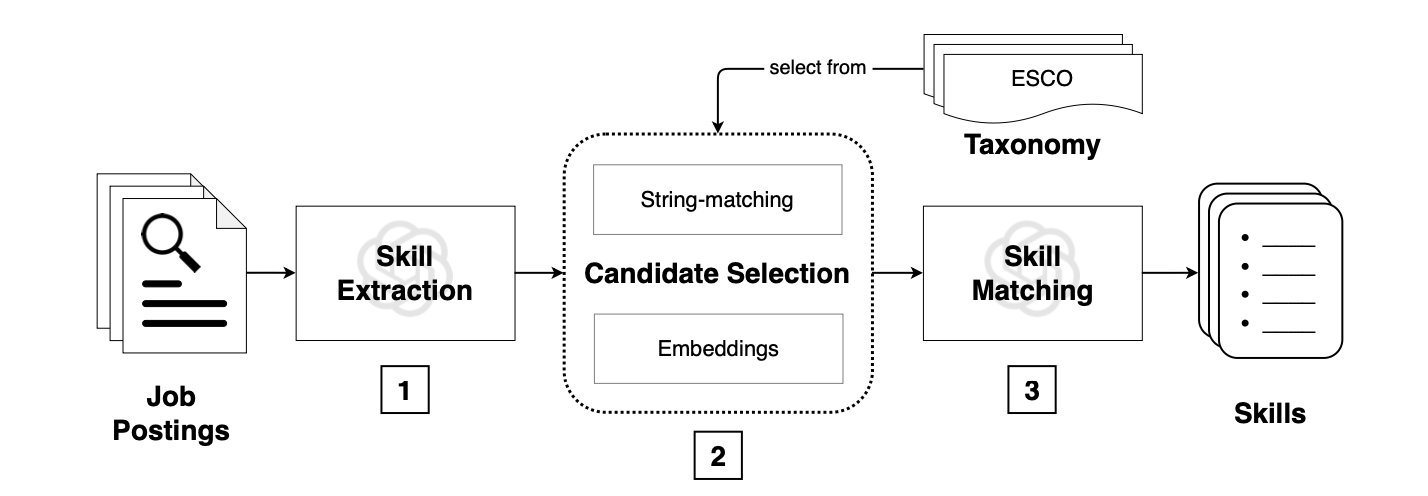 select from
ESCO
Taxonomy
String-matching
Skill
Extraction
Candidate Selection
Skill
Matching
Embeddings
Job
Postings
1
2
3
Skills